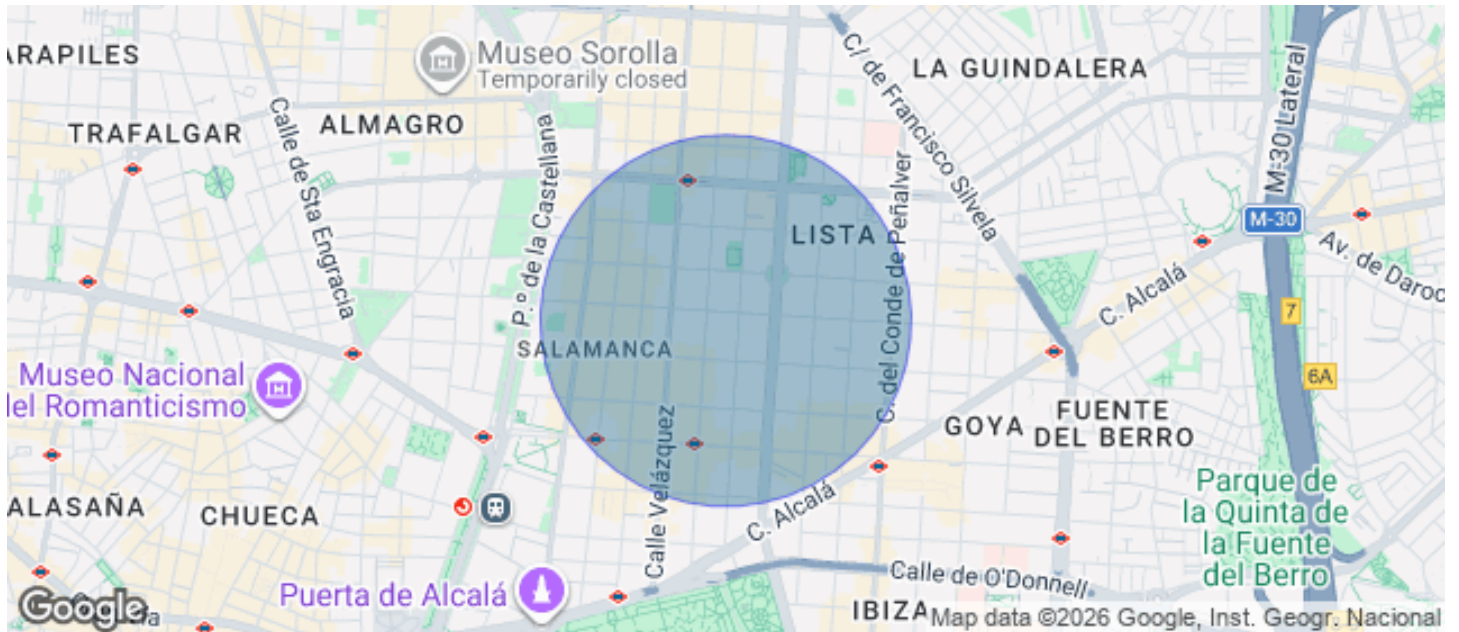 ARAPILES
Museo Sorolla
Temporarily closed
C/ de Francisco Silvela
LA GUINDALERA
M-30 Lateral
TRAFALGAR
ALMAGRO
Calle de Sta Engracia
P.º de la Castellana
C. del Conde de Peñalver
LISTA
M-30
Av. de Daroc
C. Alcalá
7
SALAMANCA
Museo Nacional
del Romanticismo
6A
Calle Velázquez
GOYA
FUENTE
DEL BERRO
ALASAÑA
CHUECA
C. Alcalá
Parque de
la Quinta de
la Fuente
del Berro
Puerta de Alcalá
Calle de O'Donnell
IBIZA
Google
Map data ©2026 Google, Inst. Geogr. Nacional